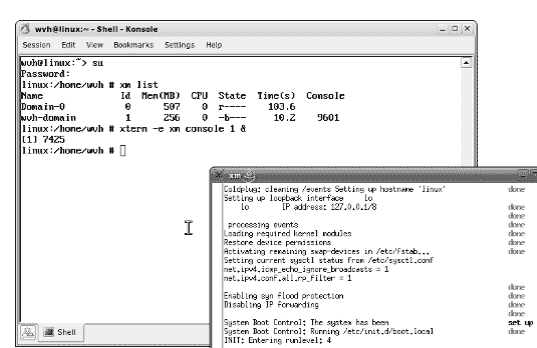 wvh@linux:~ - Shell - Konsole
Session Edit View Bookmarks Settings Help
wvh@linux:~> su
Password:
linux:/home/wvh # xm list
Name Id Mem(MB) CPU State Time(s) Console
Domain-0 0 507 0 r---- 103.6
wvh-domain 1 256 0 -b--- 10.2 9601
linux:/home/wvh # xterm -e xm console 1 &
[1] 7425
linux:/home/wvh #
xm
Coldplug: cleaning /events Setting up hostname 'linux' done
Setting up loopback interface lo
lo IP address: 127.0.0.1/8 done
done
processing events done
Loading required kernel modules done
Restore device permissions done
Activating remaining swap-devices in /etc/fstab... done
Setting current sysctl status from /etc/sysctl.conf
net.ipv4.icmp_echo_ignore_broadcasts = 1
net.ipv4.conf.all.rp_filter = 1
done
Enabling syn flood protection done
Disabling IP forwarding done
done
System Boot Control: The system has been set up
System Boot Control: Running /etc/init.d/boot.local done
INIT: Entering runlevel: 4
Shell